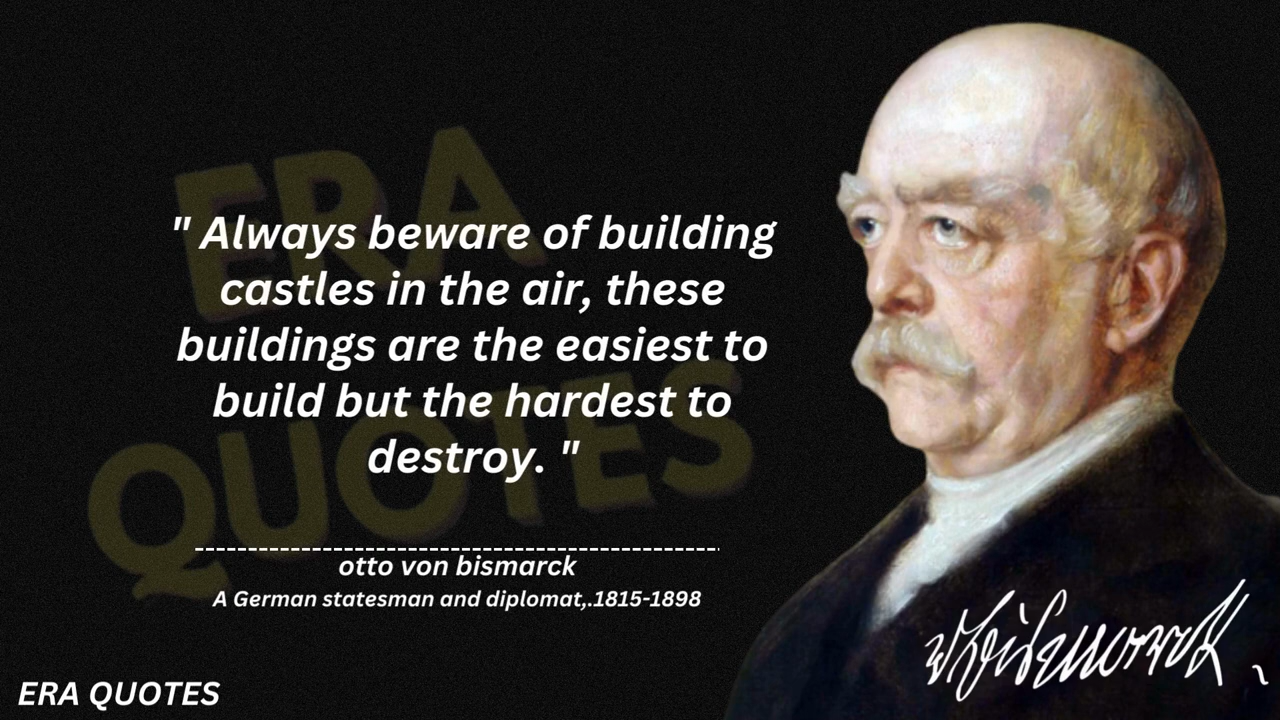 ERA
QUOTES
" Always beware of building
castles in the air, these
buildings are the easiest to
build but the hardest to
destroy. "
otto von bismarck
A German statesman and diplomat,.1815-1898
ERA QUOTES